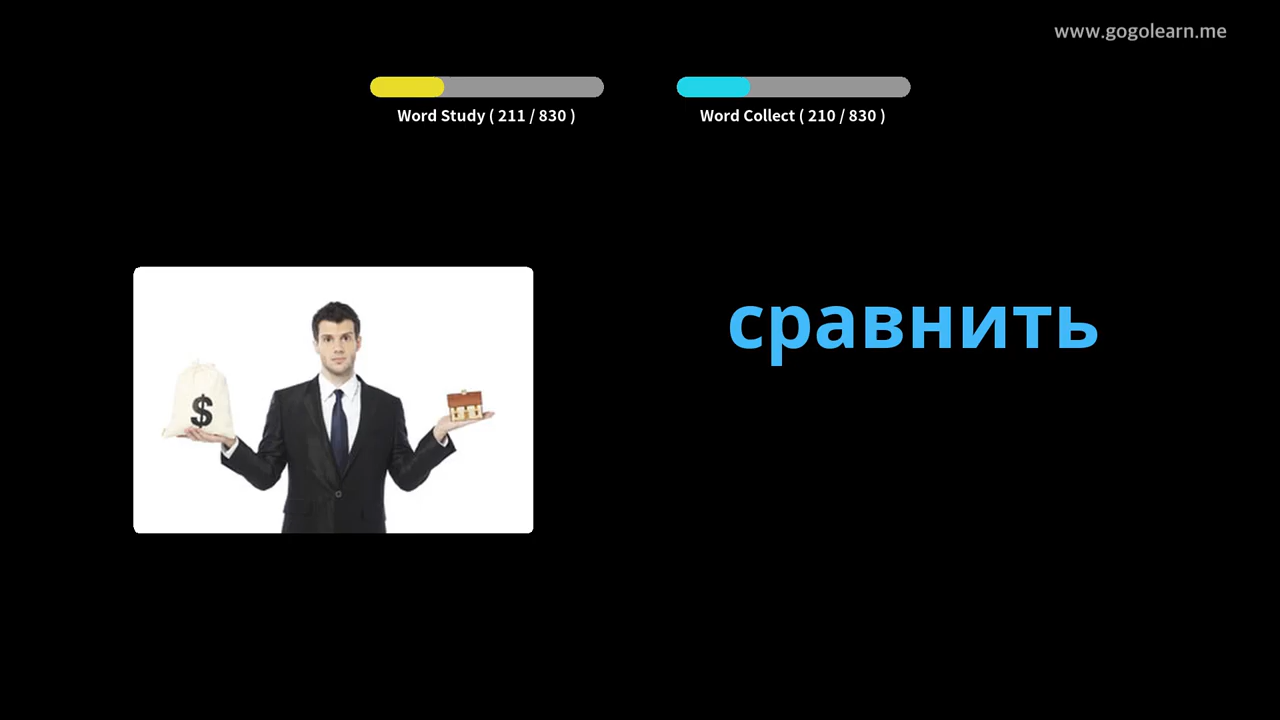 www.gogolearn.me
Word Study ( 211 / 830 )
Word Collect ( 210 / 830 )
$
сравнить